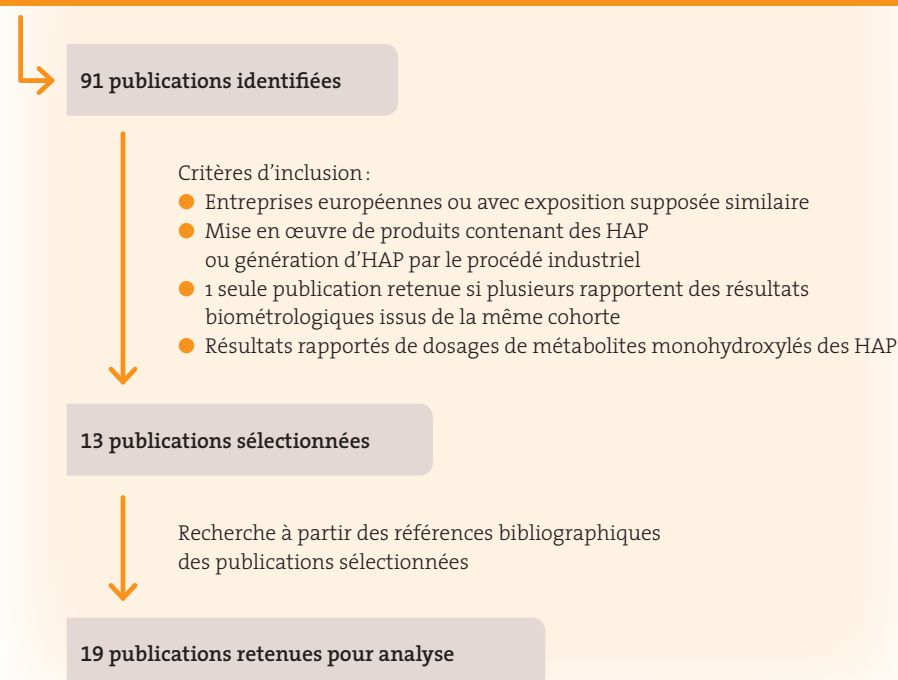 91 publications identifiées
Critères d'inclusion :
● Entreprises européennes ou avec exposition supposée similaire
● Mise en œuvre de produits contenant des HAP
ou génération d'HAP par le procédé industriel
● 1 seule publication retenue si plusieurs rapportent des résultats
biométrologiques issus de la même cohorte
● Résultats rapportés de dosages de métabolites monohydroxylés des HAP
13 publications sélectionnées
Recherche à partir des références bibliographiques
des publications sélectionnées
19 publications retenues pour analyse